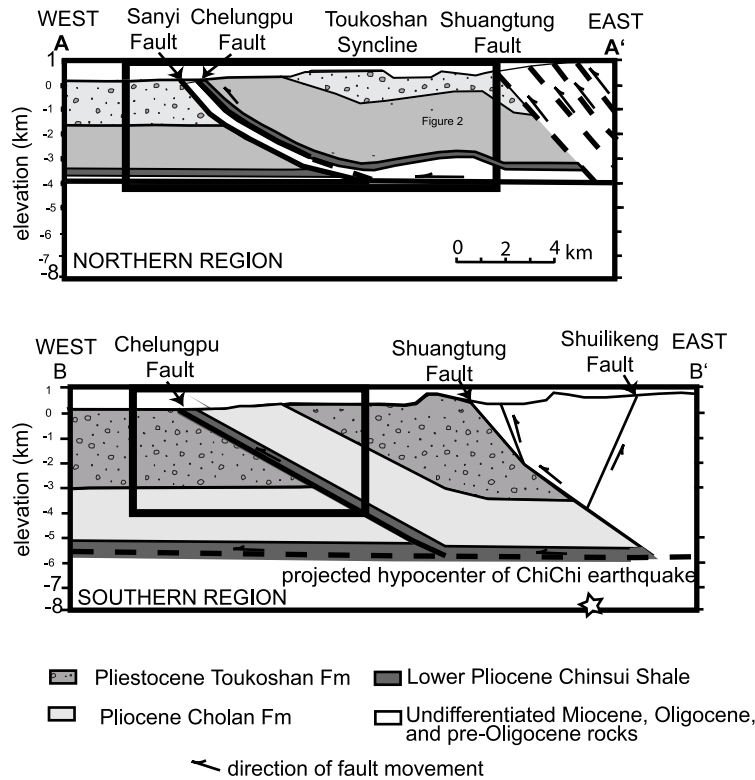 WEST
A
Sanyi
Fault
Chelungpu
Fault
Toukoshan
Syncline
Shuangtung
Fault
EAST
A'
elevation (km)
1
0
-1
-2
-3
-4
-5
-6
-7
-8
Figure 2
0 2 4 km
NORTHERN REGION
WEST
B
Chelungpu
Fault
Shuangtung
Fault
Shuilikeng
Fault
EAST
B'
elevation (km)
1
0
-1
-2
-3
-4
-5
-6
-7
-8
projected hypocenter of ChiChi earthquake
SOUTHERN REGION
Pliestocene Toukoshan Fm
Lower Pliocene Chinsui Shale
Pliocene Cholan Fm
Undifferentiated Miocene, Oligocene,
and pre-Oligocene rocks
direction of fault movement